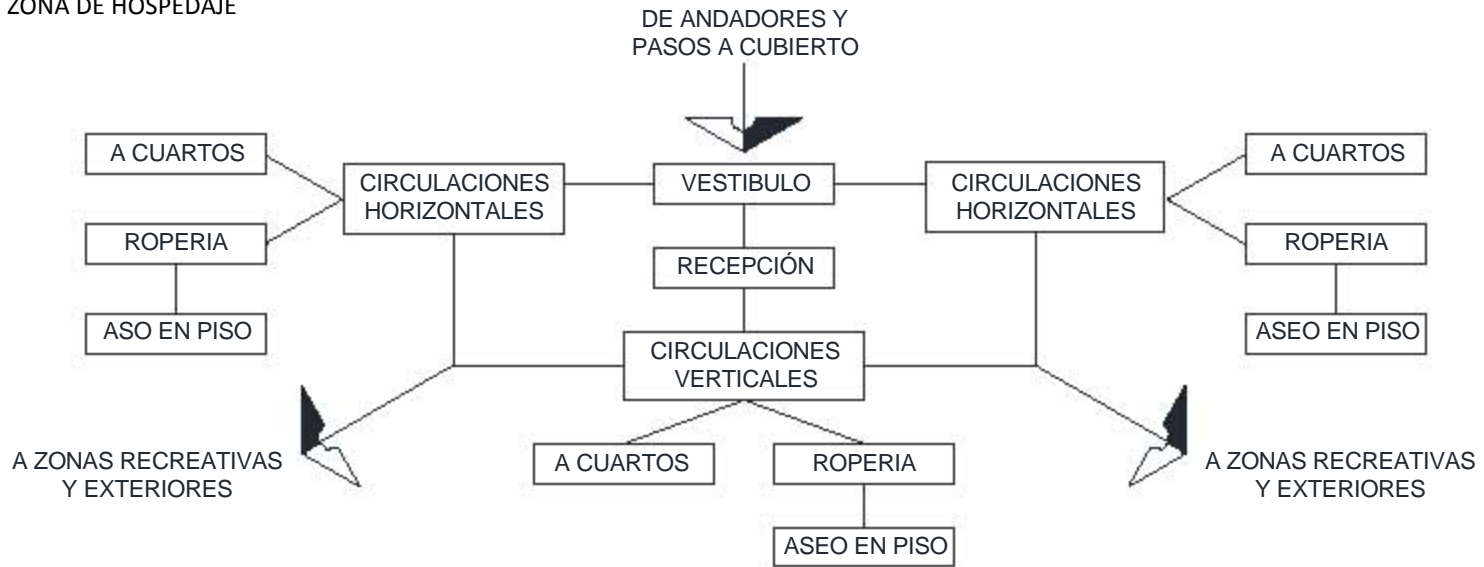 ZONA DE HOSPEDAJE
DE ANDADORES Y
PASOS A CUBIERTO
A CUARTOS
CIRCULACIONES
HORIZONTALES
VESTIBULO
CIRCULACIONES
HORIZONTALES
A CUARTOS
ROPERIA
RECEPCIÓN
ROPERIA
ASO EN PISO
CIRCULACIONES
VERTICALES
ASEO EN PISO
A ZONAS RECREATIVAS
Y EXTERIORES
A CUARTOS
ROPERIA
A ZONAS RECREATIVAS
Y EXTERIORES
ASEO EN PISO